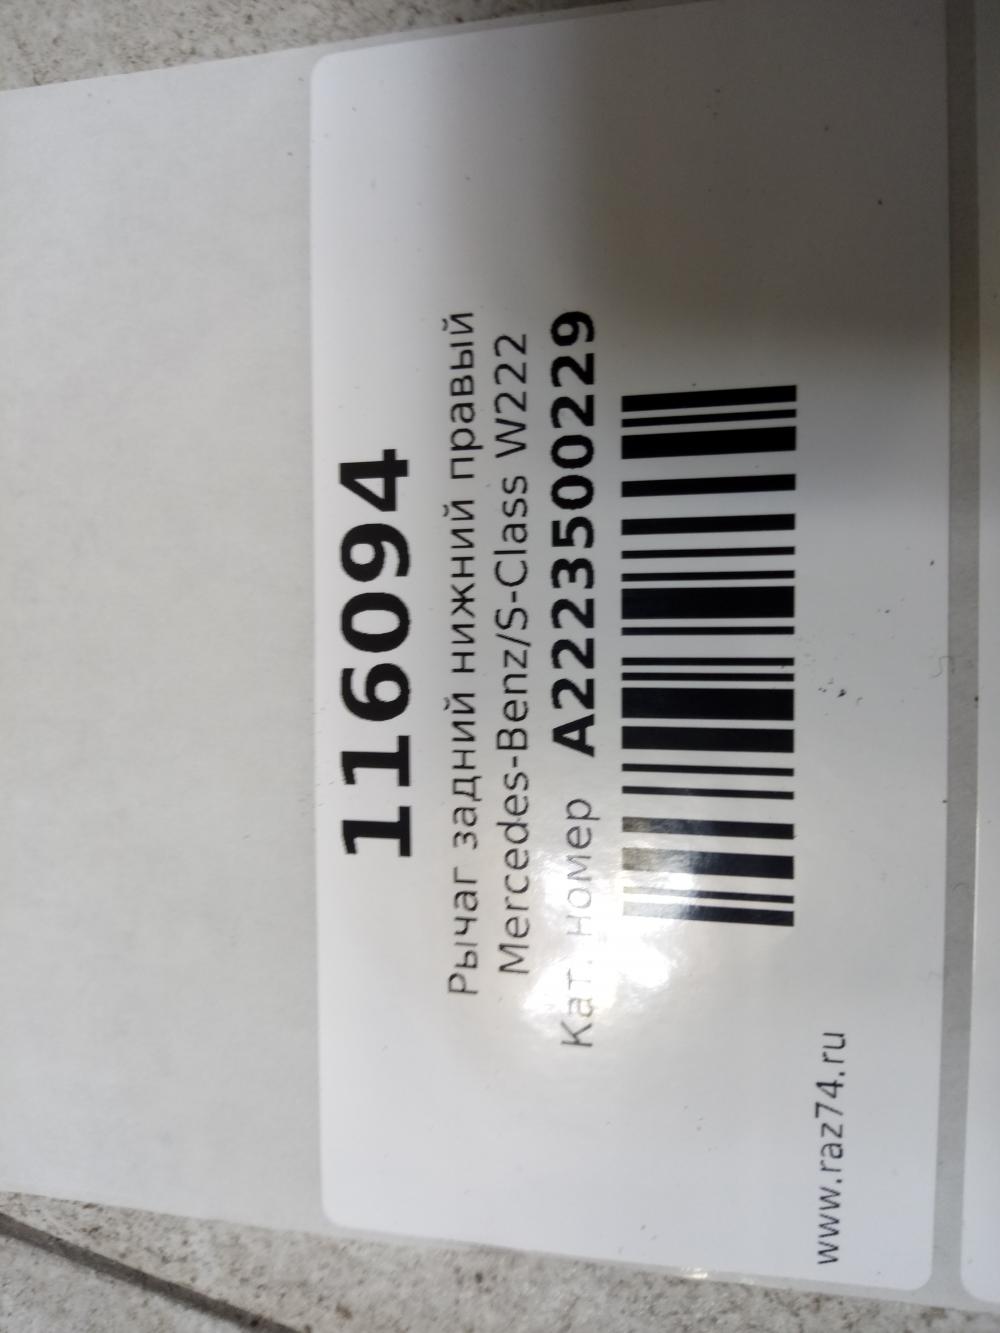 116094
Рычаг задний нижний правый
Mercedes-Benz/S-Class W222
Кат. номер A2223500229
www.raz74.ru